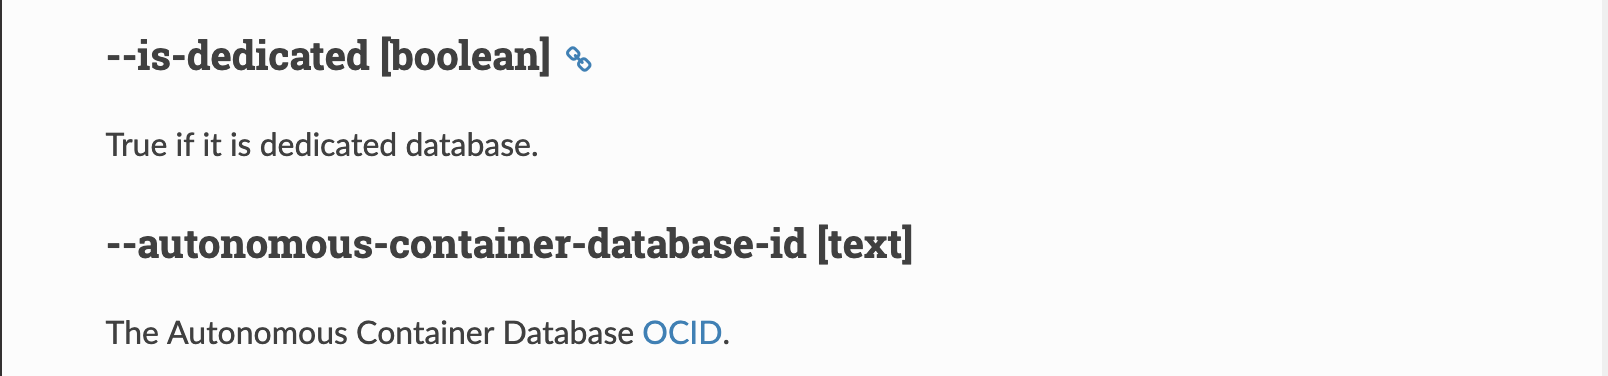 --is-dedicated [boolean]
True if it is dedicated database.
--autonomous-container-database-id [text]
The Autonomous Container Database OCID.